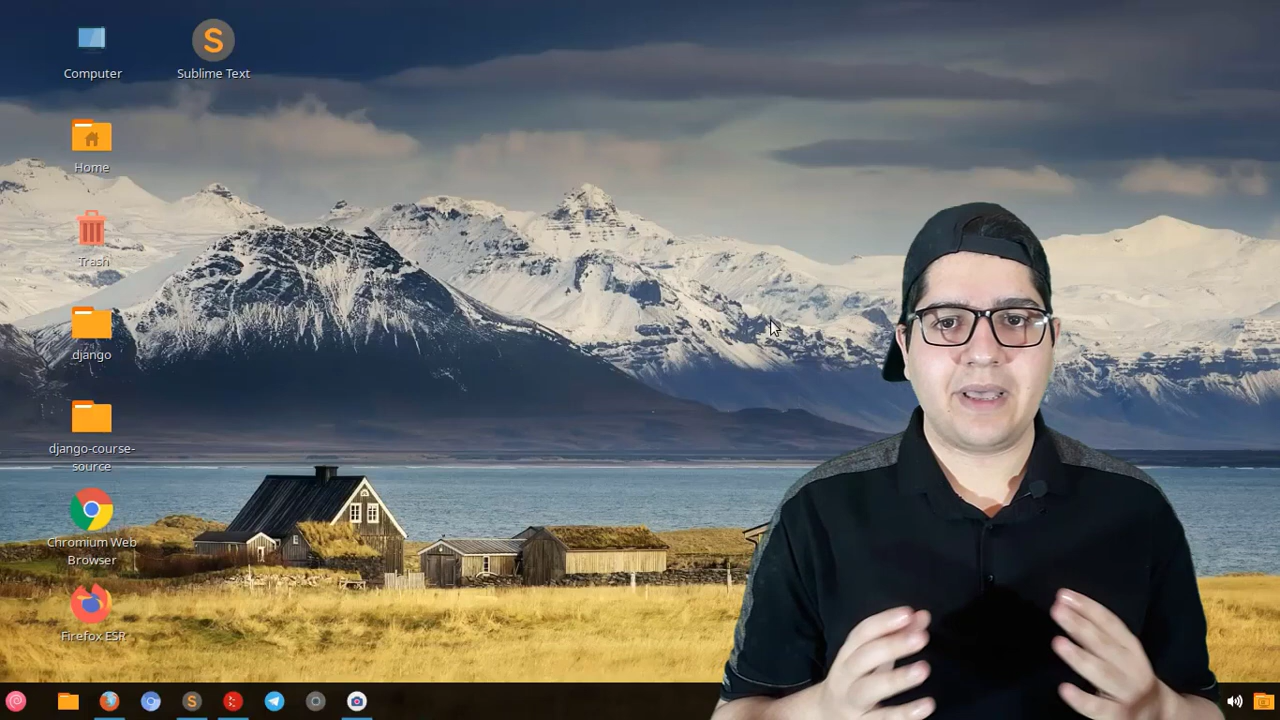 Computer
Sublime Text
Home
Trash
django
django-course-
source
Chromium Web
Browser
Firefox ESR